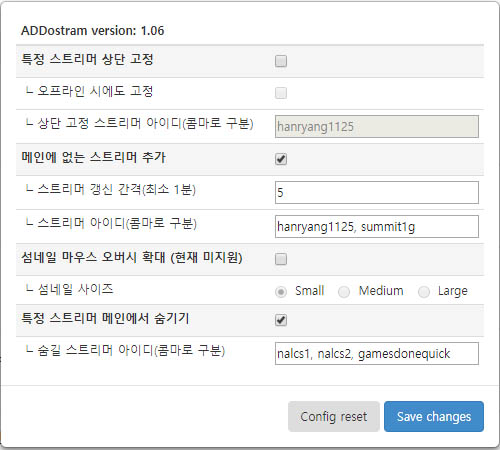 ADDostram version: 1.06
특정 스트리머 상단 고정
└ 오프라인 시에도 고정
└ 상단 고정 스트리머 아이디(콤마로 구분) hanryang1125
메인에 없는 스트리머 추가
└ 스트리머 갱신 간격(최소 1분) 5
└ 스트리머 아이디(콤마로 구분) hanryang1125, summit1g
섬네일 마우스 오버시 확대 (현재 미지원)
└ 섬네일 사이즈 Small Medium Large
특정 스트리머 메인에서 숨기기
└ 숨길 스트리머 아이디(콤마로 구분) nalcs1, nalcs2, gamesdonequick
Config reset Save changes